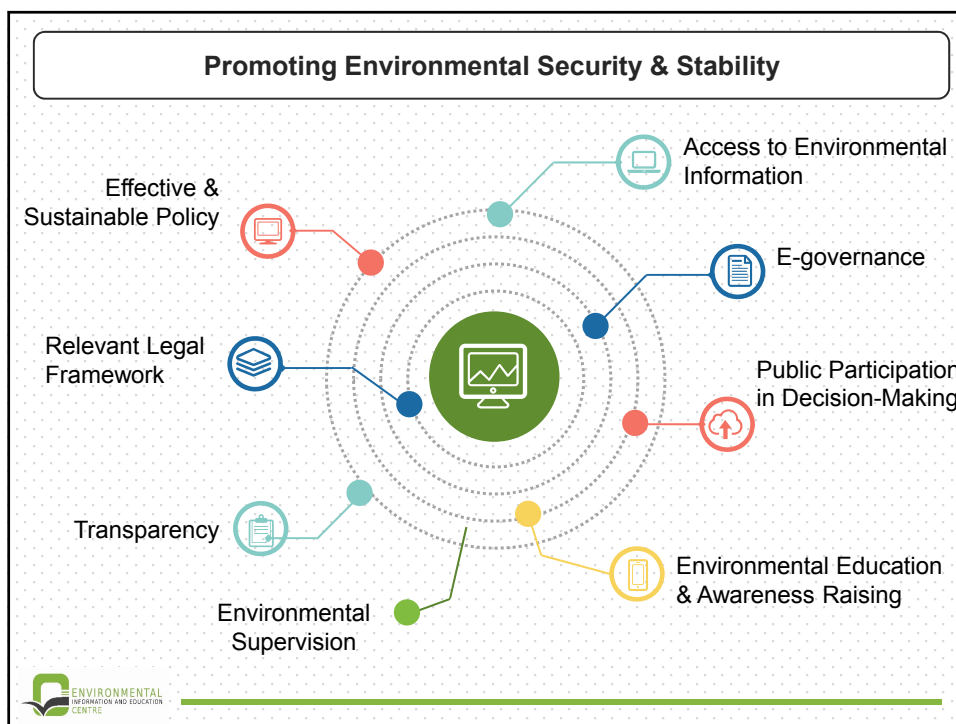 Promoting Environmental Security & Stability
Access to Environmental
Information
Effective &
Sustainable Policy
E-governance
Relevant Legal
Framework
Public Participation
in Decision-Making
Transparency
Environmental Education
& Awareness Raising
Environmental
Supervision
ENVIRONMENTAL
INFORMATION AND EDUCATION
CENTRE